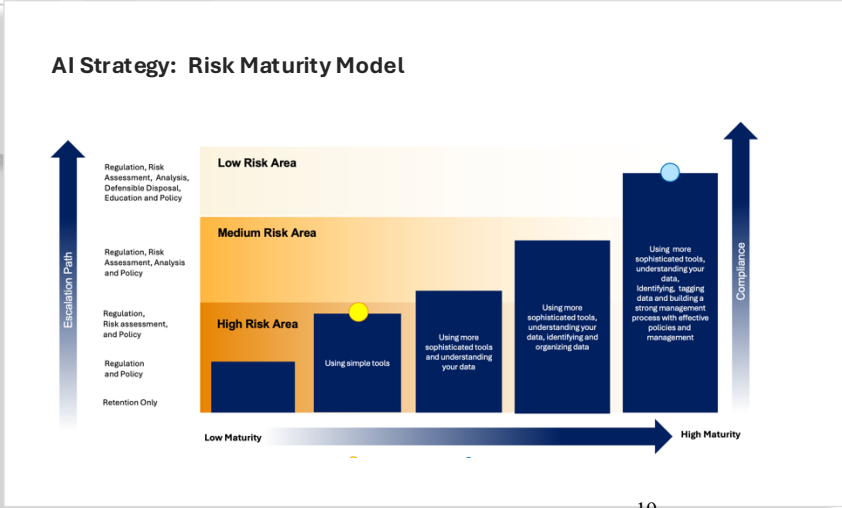 AI Strategy: Risk Maturity Model
Escalation Path
Regulation, Risk
Assessment, Analysis,
Defensible Disposal,
Education and Policy
Regulation, Risk
Assessment, Analysis
and Policy
Regulation,
Risk assessment,
and Policy
Regulation
and Policy
Retention Only
Low Risk Area
Medium Risk Area
High Risk Area
Using simple tools
Using more
sophisticated tools
and understanding
your data
Using more
sophisticated tools,
understanding your
data, identifying and
organizing data
Using more
sophisticated tools,
understanding your
data,
Identifying, tagging
data and building a
strong management
process with effective
policies and
management
Compliance
Low Maturity
High Maturity